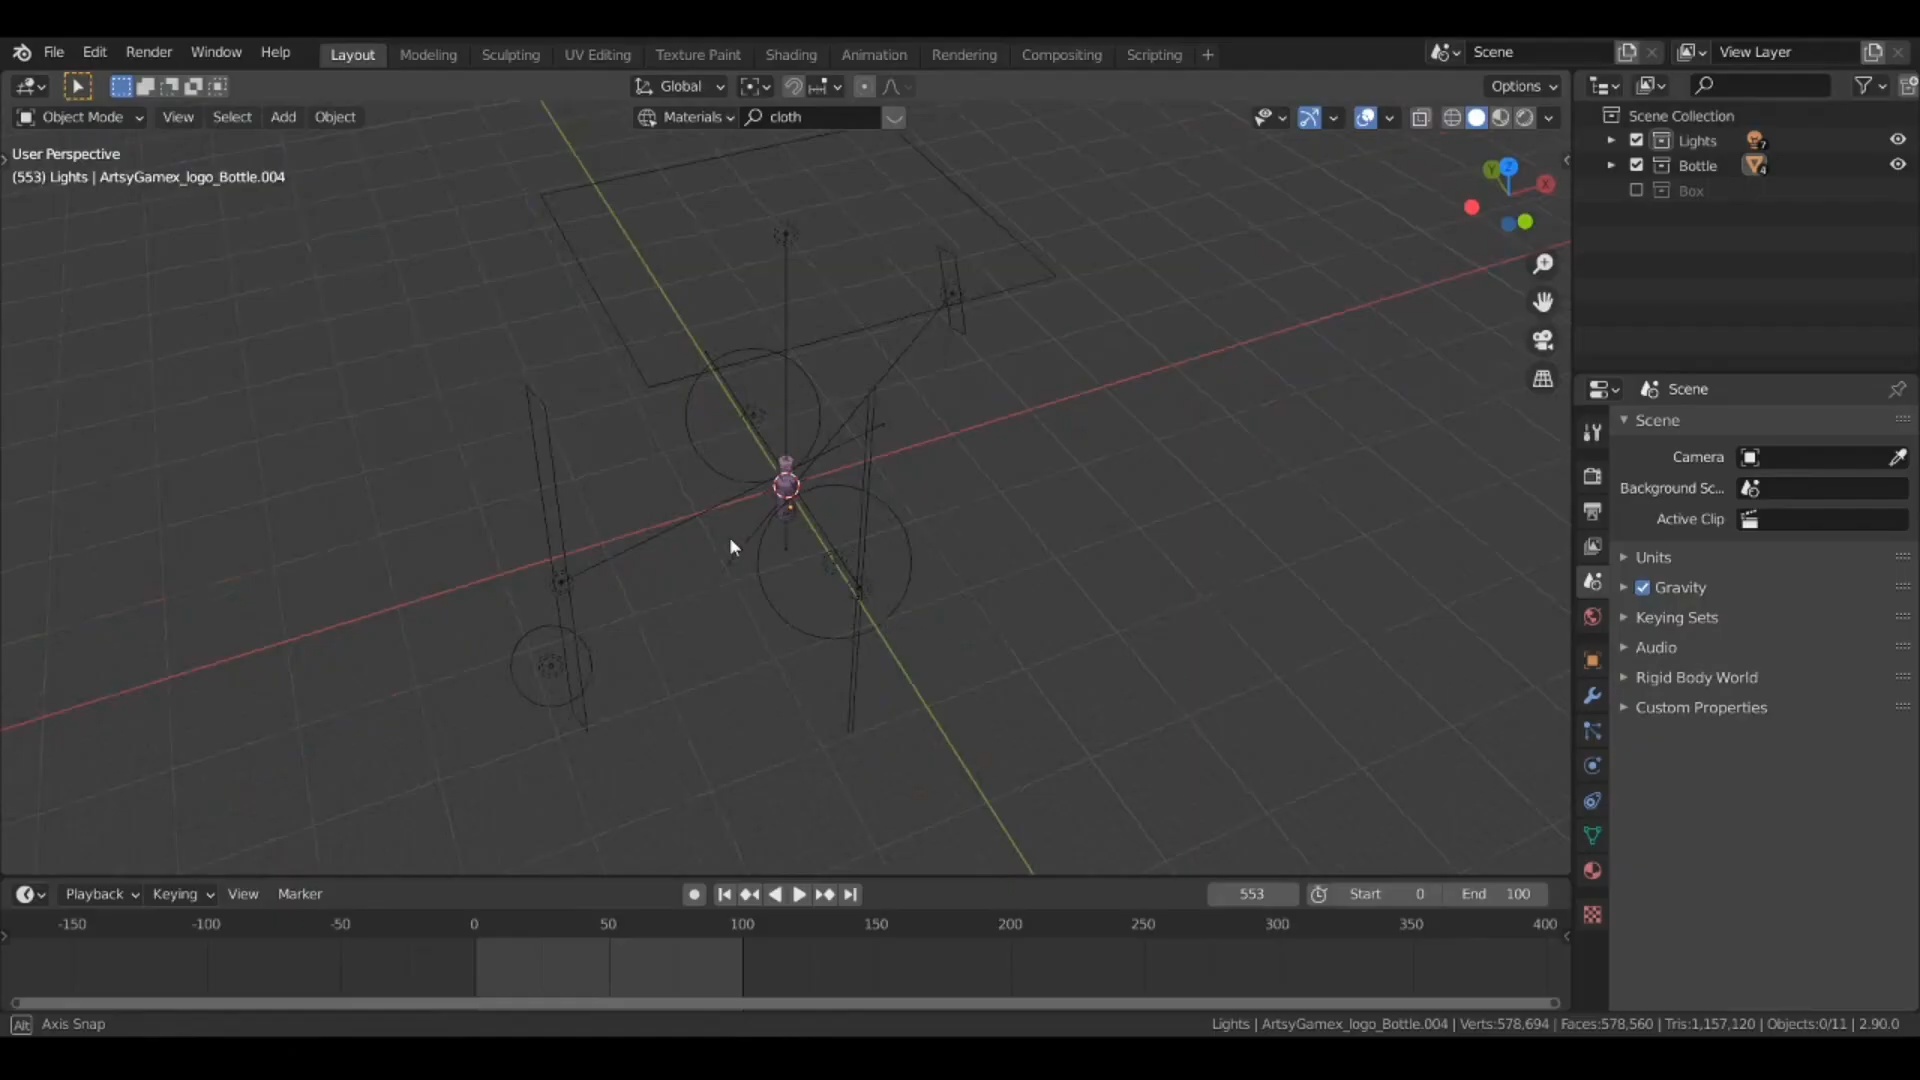 File Edit Render Window Help Layout Modeling Sculpting UV Editing Texture Paint Shading Animation Rendering Compositing Scripting + Scene View Layer
Global Options
Object Mode View Select Add Object Materials cloth
User Perspective
(553) Lights | ArtsyGamex_logo_Bottle.004
Z
Y
X
Scene Collection
Lights 7
Bottle 4
Box
Scene
Scene
Camera
Background Sc...
Active Clip
Units
Gravity
Keying Sets
Audio
Rigid Body World
Custom Properties
Playback Keying View Marker 553 Start 0 End 100
-150 -100 -50 0 50 100 150 200 250 300 350 400
Alt Axis Snap
Lights | ArtsyGamex_logo_Bottle.004 | Verts:578,694 | Faces:578,560 | Tris:1,157,120 | Objects:0/11 | 2.90.0